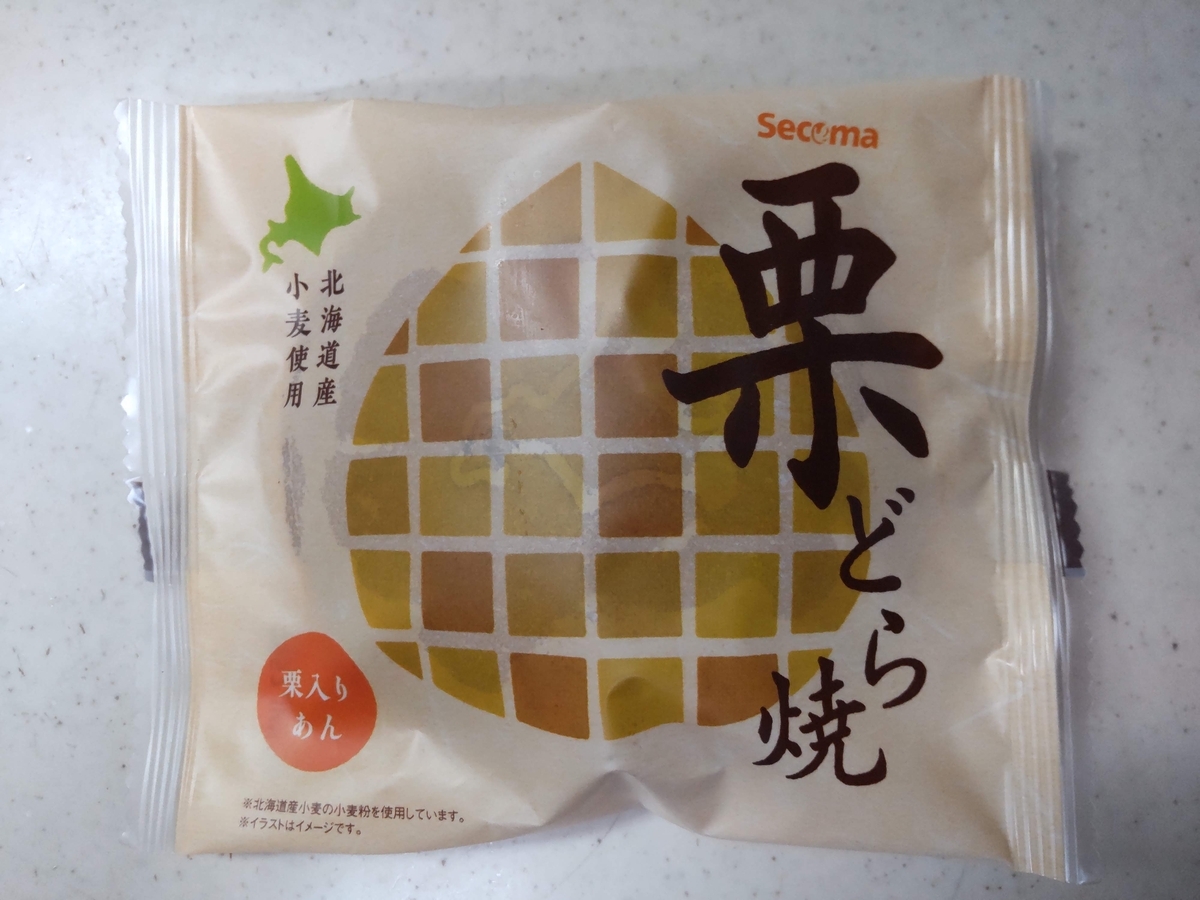 Secoma
栗どら焼
北海道産
小麦使用
栗入り
あん
※北海道産小麦の小麦粉を使用しています。
※イラストはイメージです。